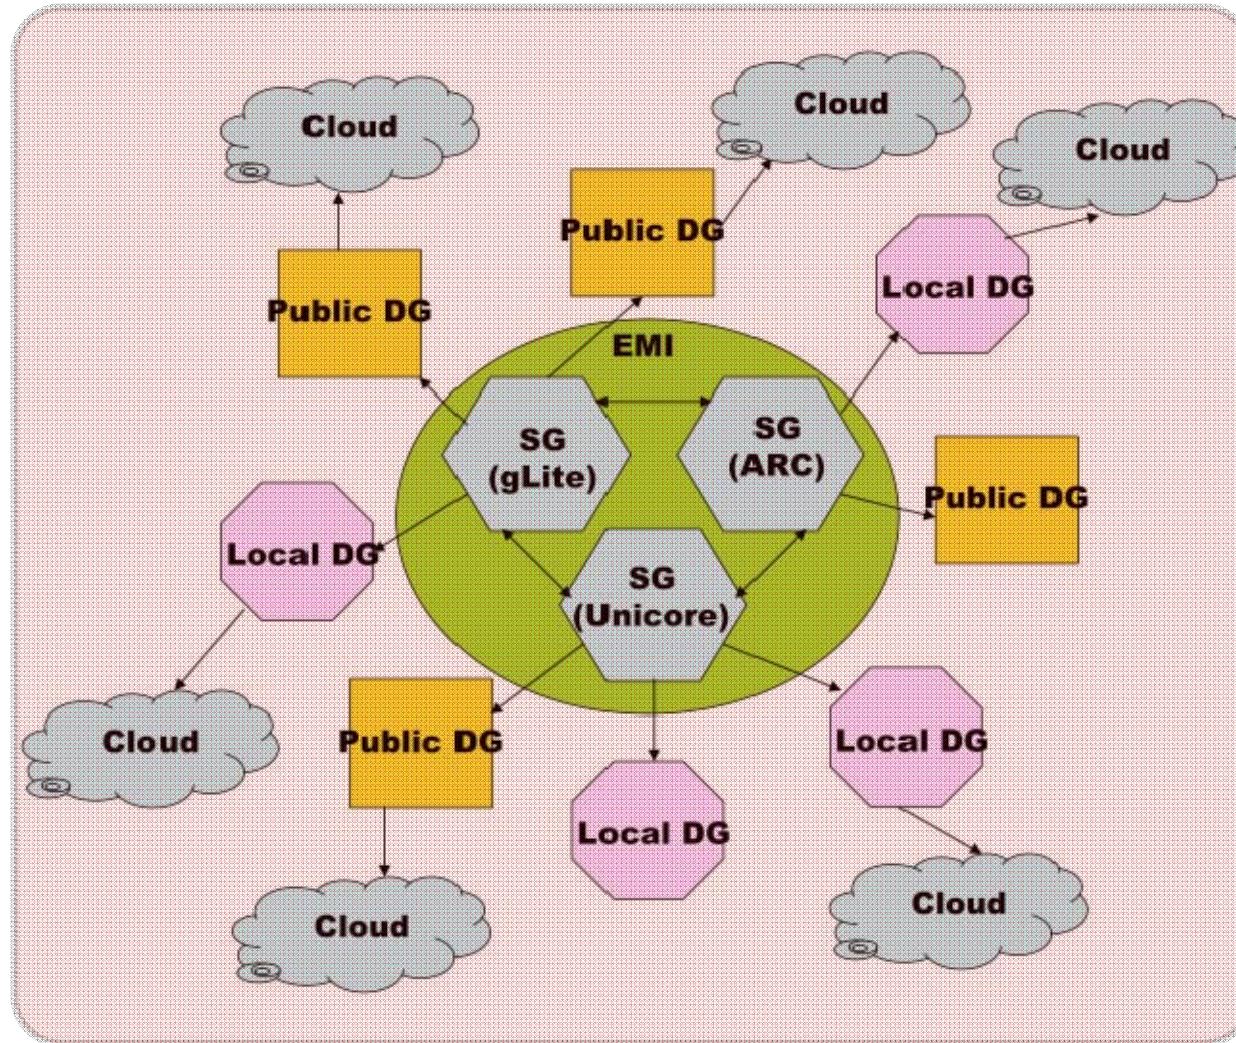 Cloud
Cloud
Cloud
Public DG
Public DG
Local DG
EMI
SG
(gLite)
SG
(ARC)
Public DG
Local DG
SG
(Unicore)
Cloud
Public DG
Local DG
Local DG
Cloud
Cloud